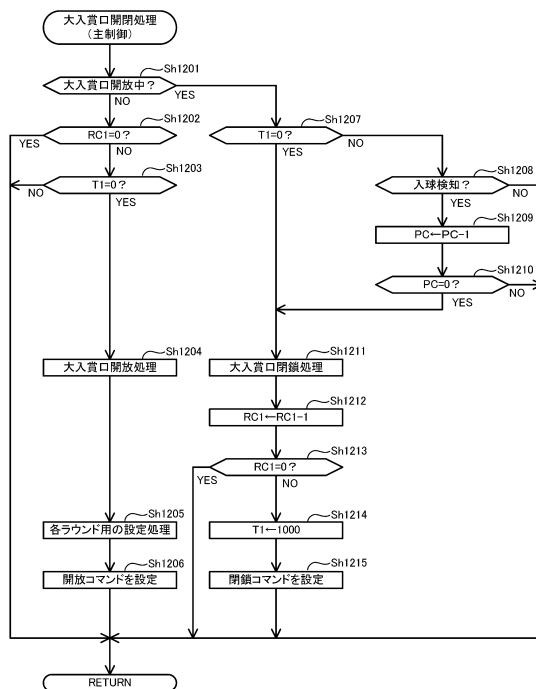 大入賞口開閉処理
(主制御)
Sh1201
大入賞口開放中？
NO
YES
Sh1202
RC1=0？
YES
NO
Sh1203
T1=0？
NO
YES
Sh1207
T1=0？
NO
YES
Sh1208
入球検知？
NO
YES
Sh1209
PC←PC-1
Sh1210
PC=0？
NO
YES
Sh1204
大入賞口開放処理
Sh1211
大入賞口閉鎖処理
Sh1212
RC1←RC1-1
Sh1213
RC1=0？
YES
NO
Sh1205
各ラウンド用の設定処理
Sh1214
T1←1000
Sh1206
開放コマンドを設定
Sh1215
閉鎖コマンドを設定
RETURN